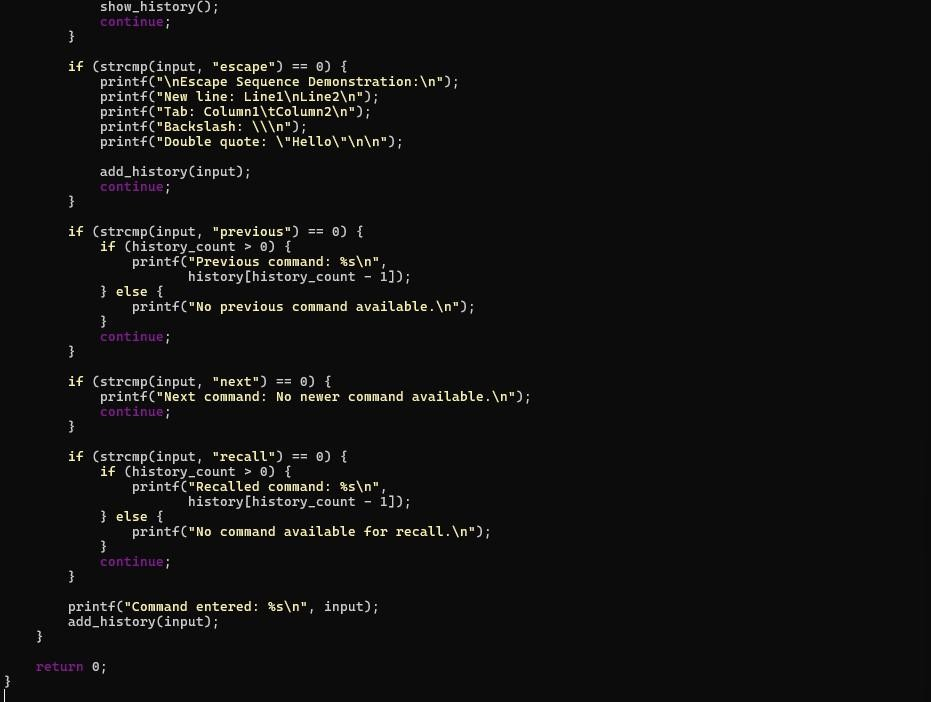 show_history();
            continue;
        }

        if (strcmp(input, "escape") == 0) {
            printf("\nEscape Sequence Demonstration:\n");
            printf("New line: Line1\nLine2\n");
            printf("Tab: Column1\tColumn2\n");
            printf("Backslash: \\\n");
            printf("Double quote: \"Hello\"\n\n");

            add_history(input);
            continue;
        }

        if (strcmp(input, "previous") == 0) {
            if (history_count > 0) {
                printf("Previous command: %s\n",
                       history[history_count - 1]);
            } else {
                printf("No previous command available.\n");
            }
            continue;
        }

        if (strcmp(input, "next") == 0) {
            printf("Next command: No newer command available.\n");
            continue;
        }

        if (strcmp(input, "recall") == 0) {
            if (history_count > 0) {
                printf("Recalled command: %s\n",
                       history[history_count - 1]);
            } else {
                printf("No command available for recall.\n");
            }
            continue;
        }

        printf("Command entered: %s\n", input);
        add_history(input);
    }

    return 0;
}